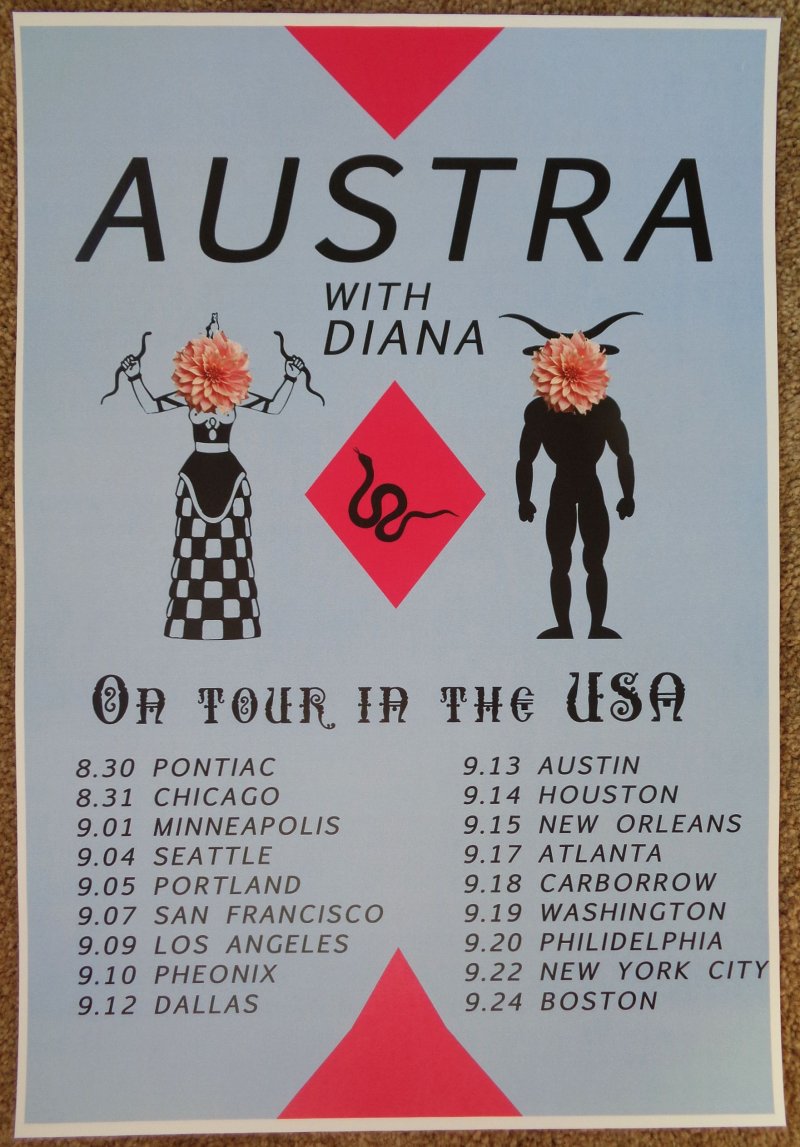 AUSTRA
WITH
DIANA
On tour in the USA
8.30 PONTIAC
8.31 CHICAGO
9.01 MINNEAPOLIS
9.04 SEATTLE
9.05 PORTLAND
9.07 SAN FRANCISCO
9.09 LOS ANGELES
9.10 PHEONIX
9.12 DALLAS
9.13 AUSTIN
9.14 HOUSTON
9.15 NEW ORLEANS
9.17 ATLANTA
9.18 CARBORROW
9.19 WASHINGTON
9.20 PHILIDELPHIA
9.22 NEW YORK CITY
9.24 BOSTON